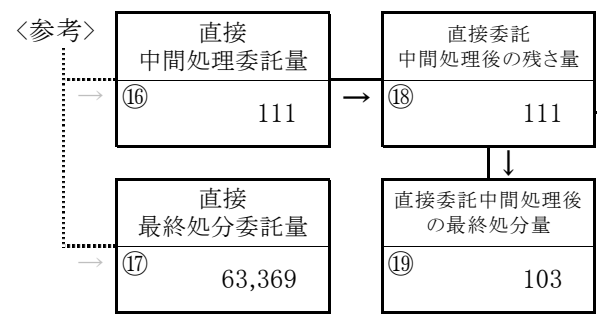 〈参考〉
直接
中間処理委託量
→
⑯
111
→
直接委託
中間処理後の残さ量
⑱
111
↓
直接
最終処分委託量
→
⑰
63,369
直接委託中間処理後
の最終処分量
⑲
103